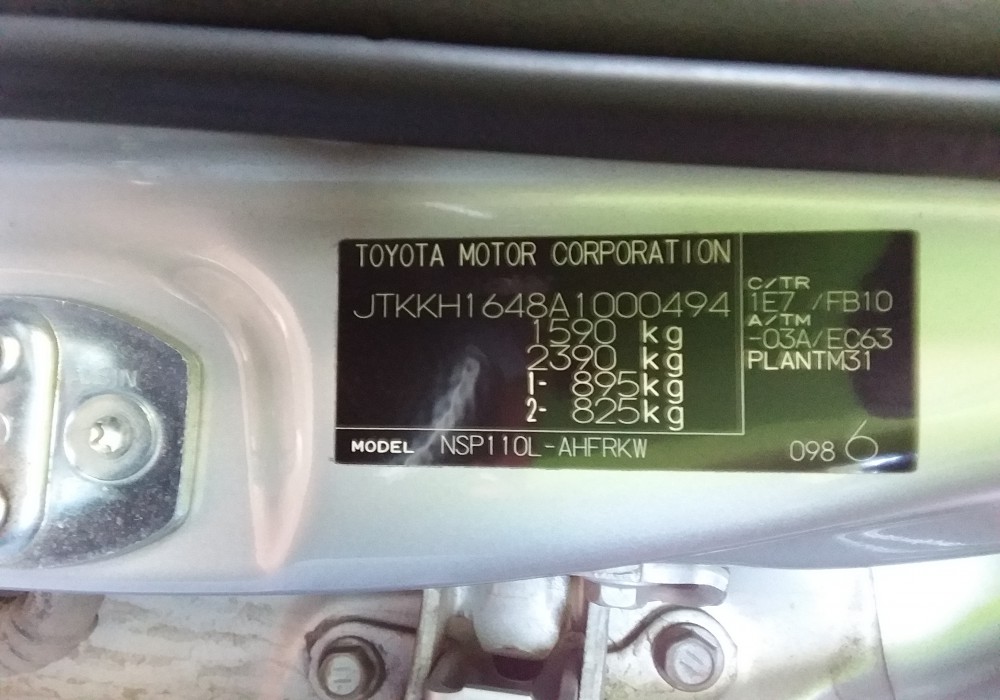 TOYOTA MOTOR CORPORATION
JTKKH1648A1000494
1590 kg
2390 kg
1- 895kg
2- 825kg
C/TR
1E7 /FB10
A/TM
-03A/EC63
PLANTM31
MODEL NSP110L-AHFRKW
098 6